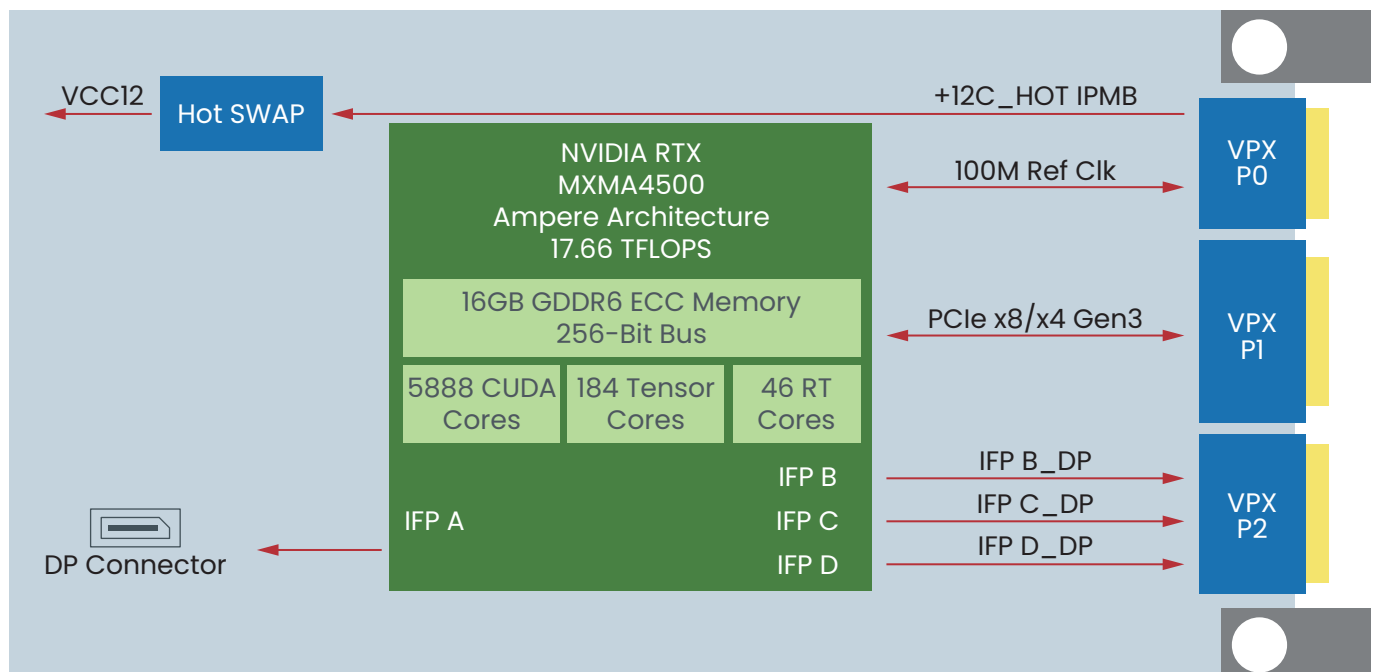 VCC12
Hot SWAP
+12C_HOT IPMB
VPX
P0
NVIDIA RTX
MXMA4500
Ampere Architecture
17.66 TFLOPS
100M Ref Clk
16GB GDDR6 ECC Memory
256-Bit Bus
PCIe x8/x4 Gen3
VPX
P1
5888 CUDA
Cores
184 Tensor
Cores
46 RT
Cores
IFP A
IFP B
IFP C
IFP D
IFP B_DP
IFP C_DP
IFP D_DP
VPX
P2
DP Connector